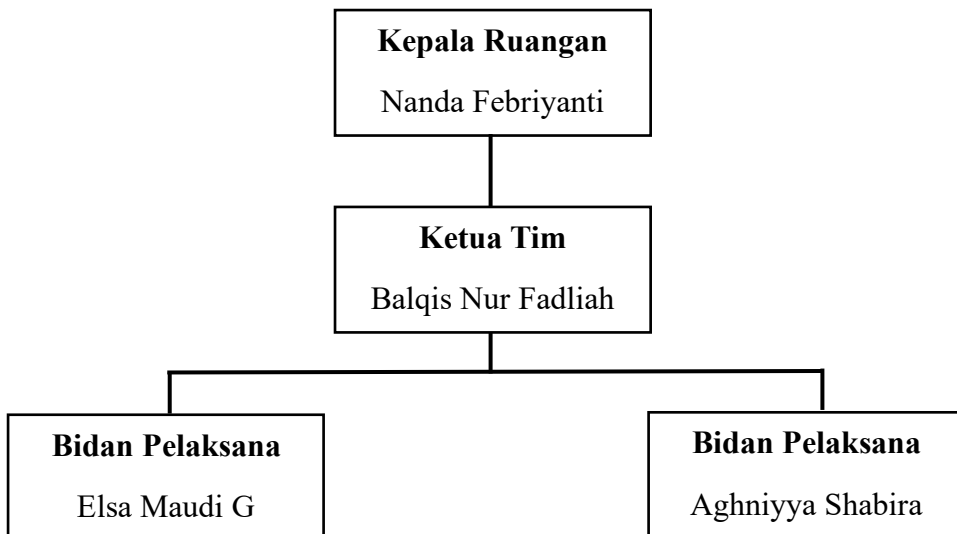 Kepala Ruangan
Nanda Febriyanti
Ketua Tim
Balqis Nur Fadliah
Bidan Pelaksana
Elsa Maudi G
Bidan Pelaksana
Aghniyya Shabira